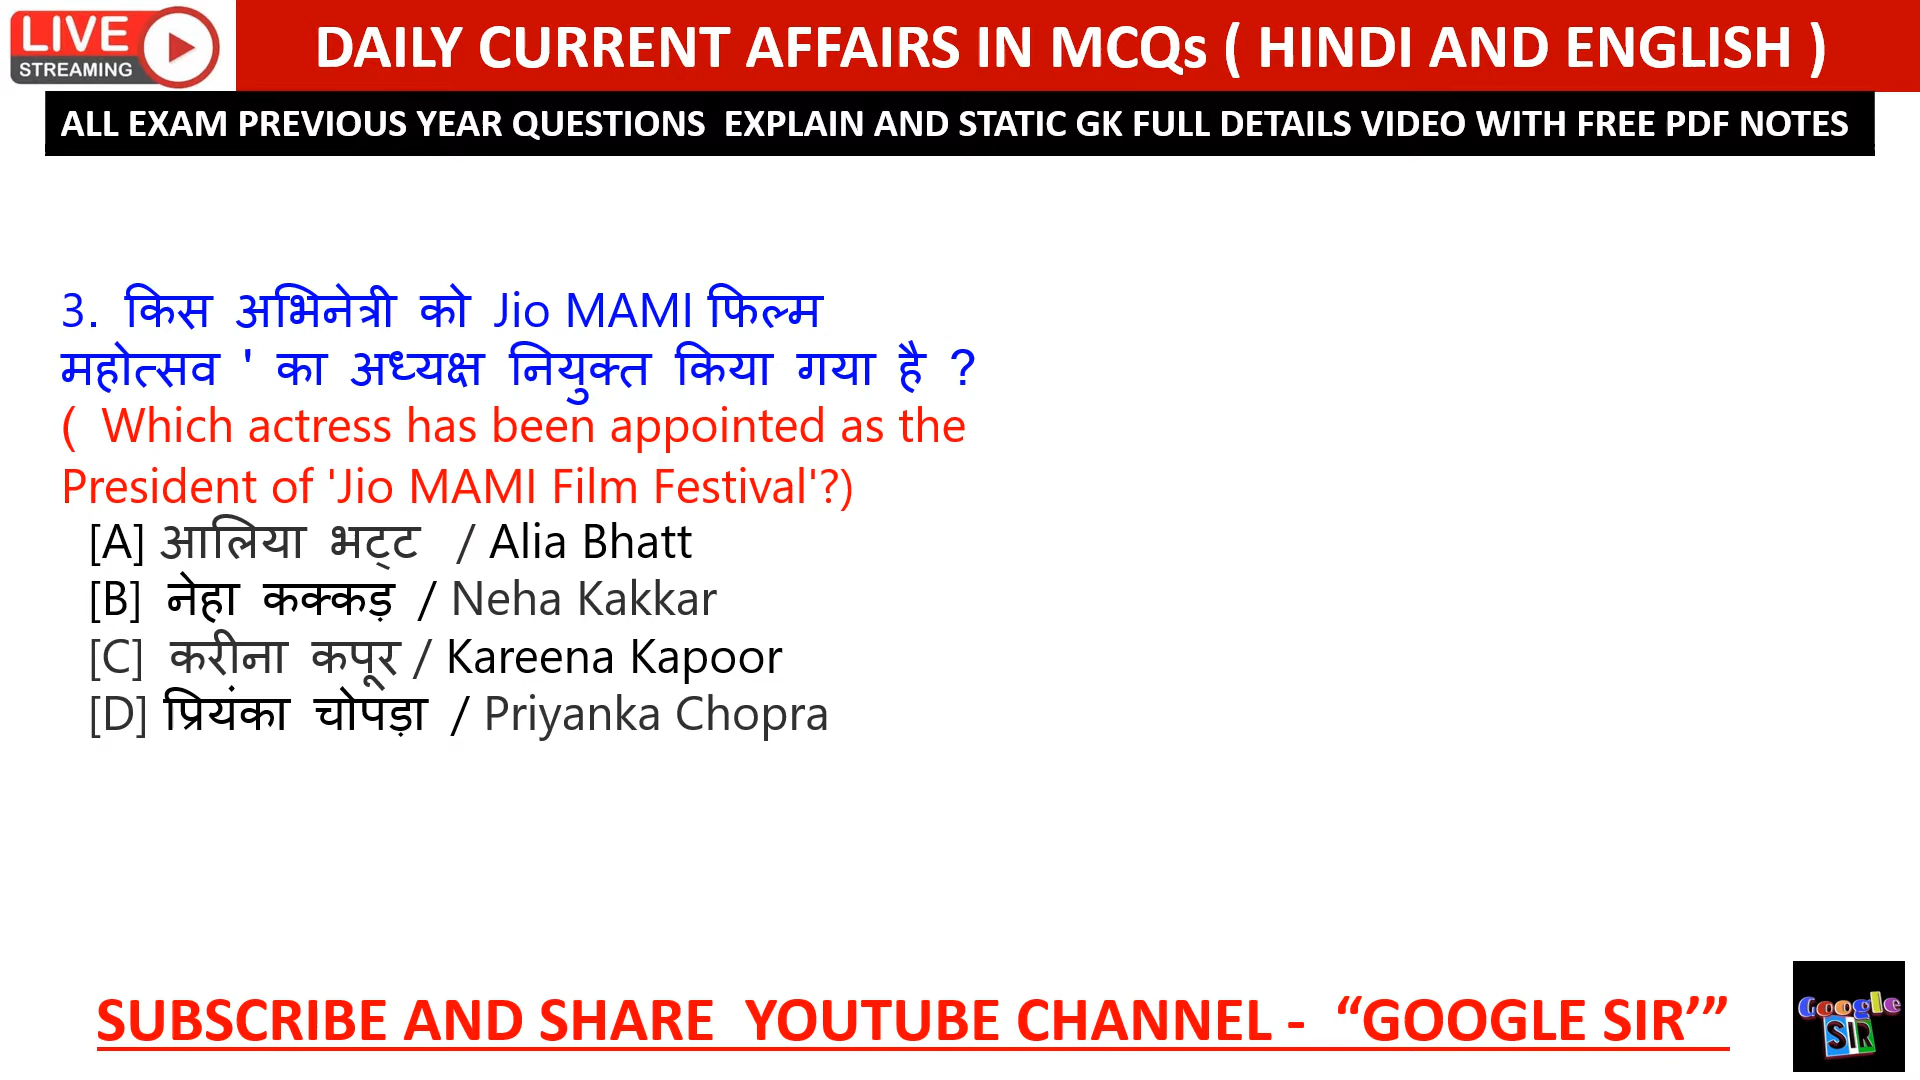 LIVE
STREAMING
DAILY CURRENT AFFAIRS IN MCQs ( HINDI AND ENGLISH )
ALL EXAM PREVIOUS YEAR QUESTIONS EXPLAIN AND STATIC GK FULL DETAILS VIDEO WITH FREE PDF NOTES
3. किस अभिनेत्री को Jio MAMI फिल्म
महोत्सव ' का अध्यक्ष नियुक्त किया गया है ?
( Which actress has been appointed as the
President of 'Jio MAMI Film Festival'?)
[A] आलिया भट्ट / Alia Bhatt
[B] नेहा कक्कड़ / Neha Kakkar
[C] करीना कपूर / Kareena Kapoor
[D] प्रियंका चोपड़ा / Priyanka Chopra
SUBSCRIBE AND SHARE YOUTUBE CHANNEL - “GOOGLE SIR’”
Google
SIR